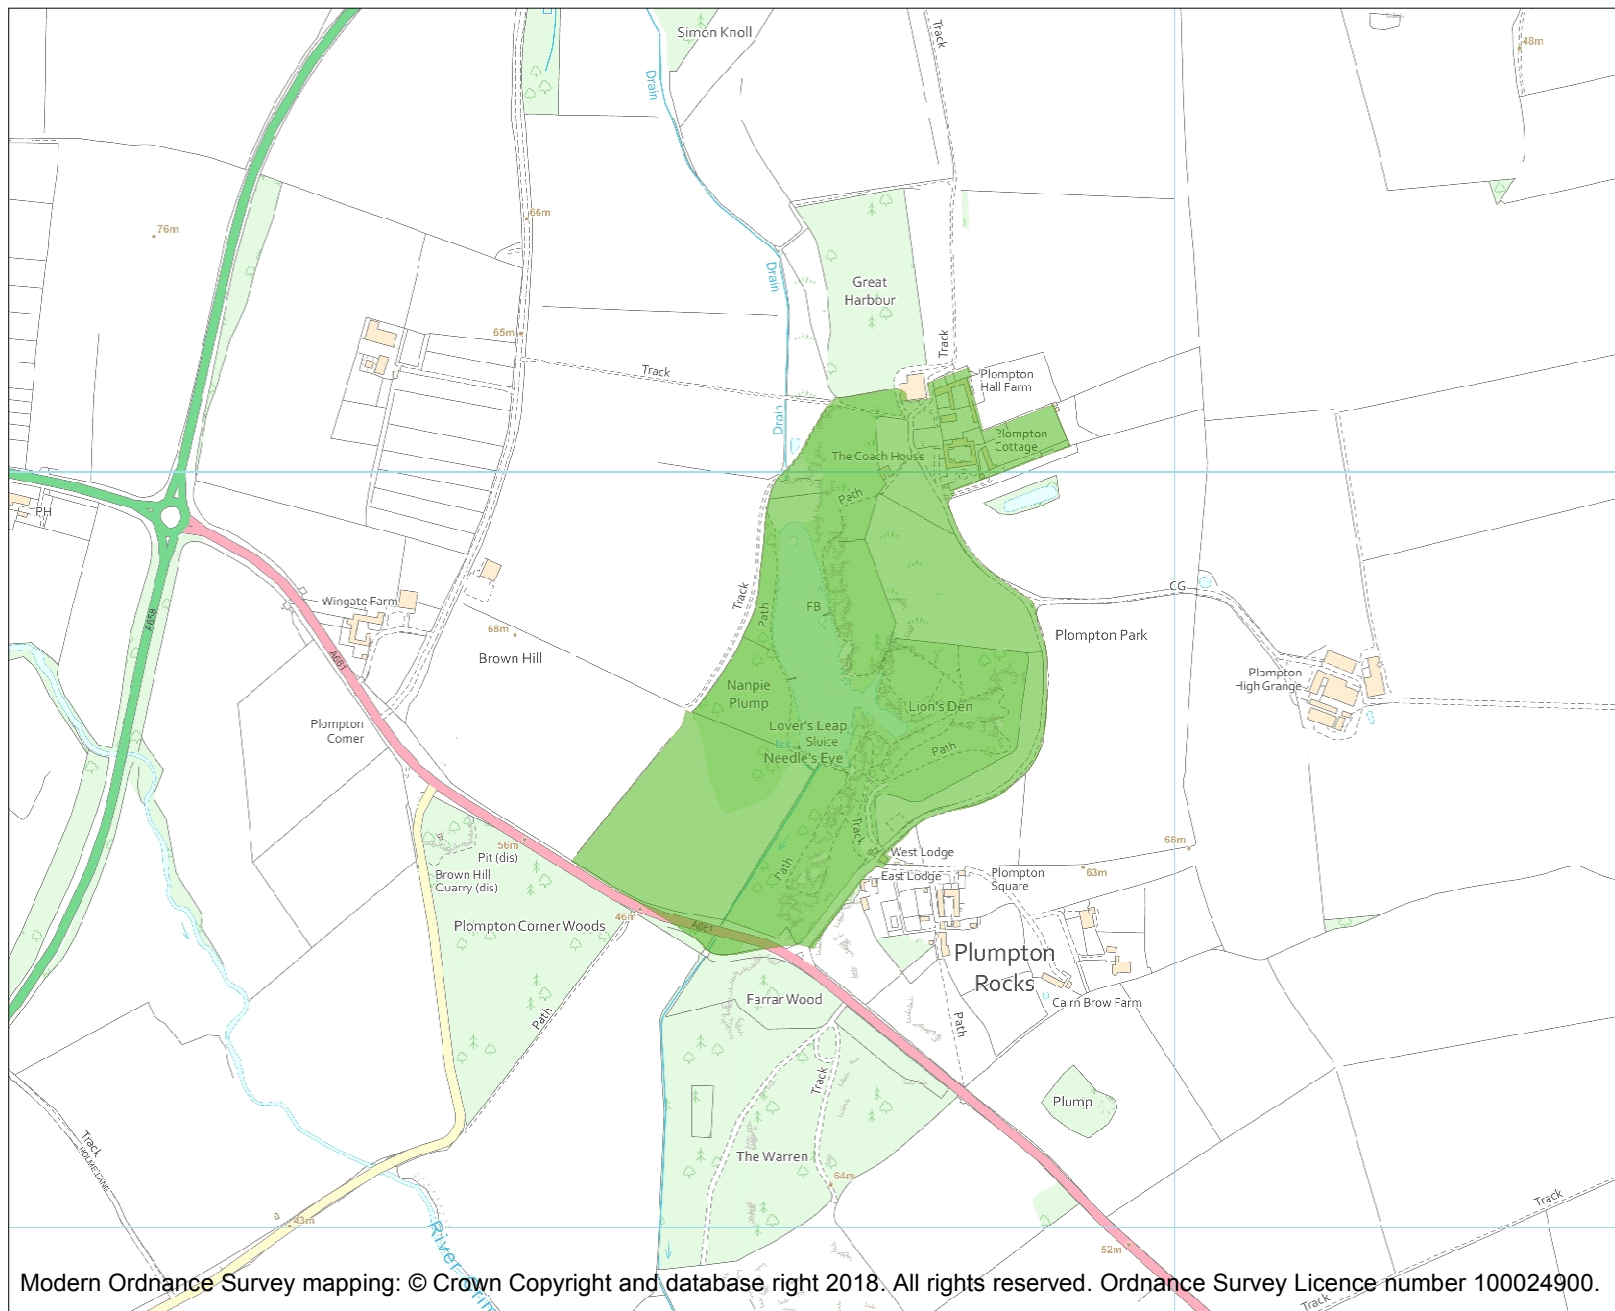 Simon Knoll
Track
48m
Drain
66m
76m
Drain
Great
Harbour
65m
Track
Track
Plompton
Hall Farm
Drain
Plompton
Cottage
The Coach House
Path
PH
CG
Wingate Farm
Track
Path
FB
A658
68m
Brown Hill
Plompton Park
A661
Plompton
High Grange
Nanpie
Plump
Lion's Den
Plompton
Corner
Lover's Leap
Sluice
Needle's Eye
Path
56m
Pit (dis)
Brown Hill
Quarry (dis)
Track
Path
West Lodge
East Lodge
Plompton
Square
66m
63m
46m
A661
Plompton Corner Woods
Plumpton
Rocks
Farrar Wood
Cairn Brow Farm
Path
Path
Track
Plump
Track
HOLME LANE
The Warren
64m
43m
River Crim
52m
Track
Track
Modern Ordnance Survey mapping: © Crown Copyright and database right 2018. All rights reserved. Ordnance Survey Licence number 100024900.